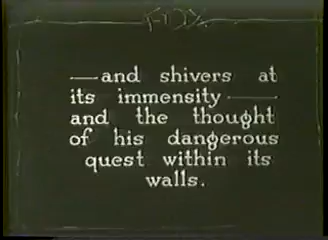 —and shivers at
its immensity —
and the thought
of his dangerous
quest within its
walls.